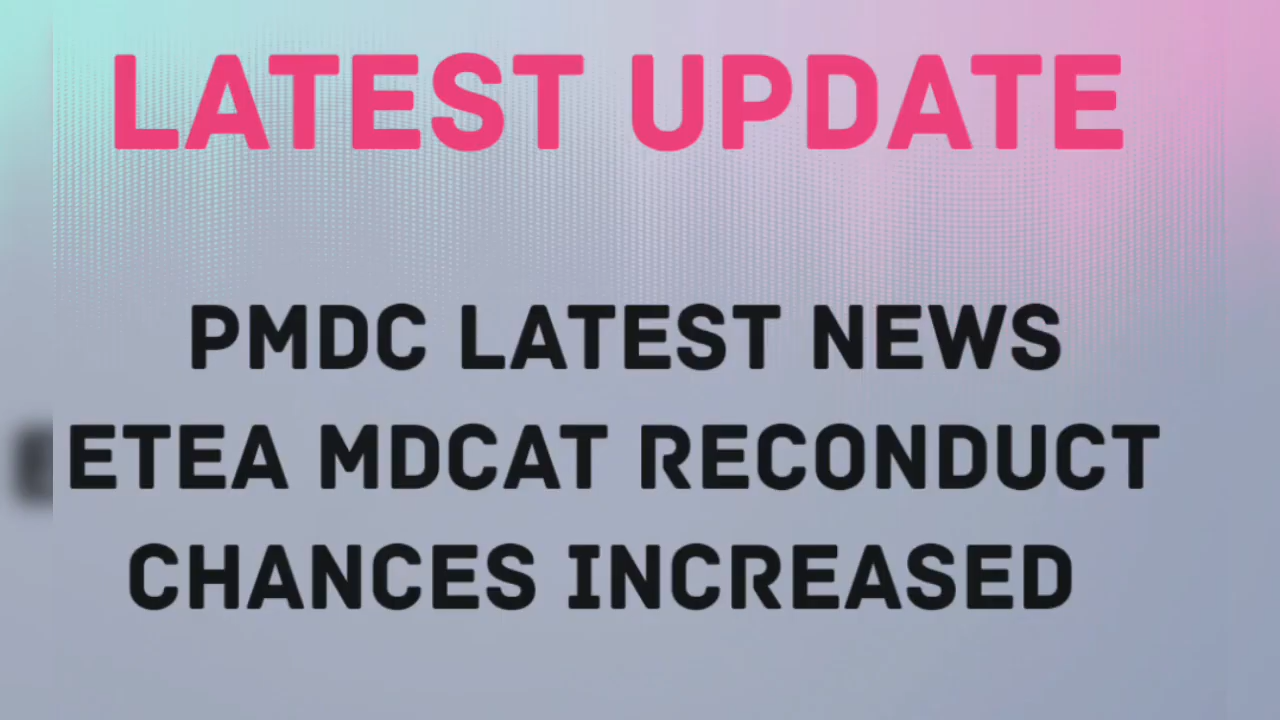 LATEST UPDATE
PMDC LATEST NEWS
ETEA MDCAT RECONDUCT
CHANCES INCREASED